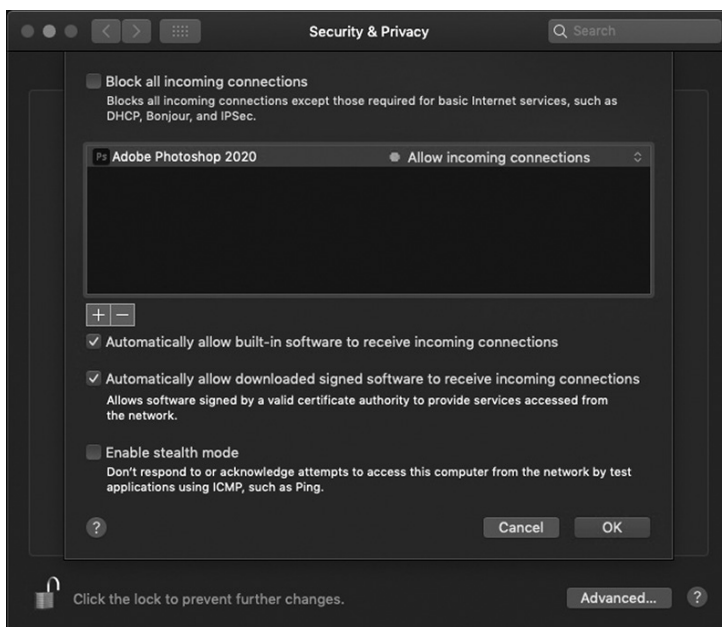 Security & Privacy
Search
Block all incoming connections
Blocks all incoming connections except those required for basic Internet services, such as
DHCP, Bonjour, and IPSec.
Ps Adobe Photoshop 2020 Allow incoming connections
+ −
Automatically allow built-in software to receive incoming connections
Automatically allow downloaded signed software to receive incoming connections
Allows software signed by a valid certificate authority to provide services accessed from
the network.
Enable stealth mode
Don't respond to or acknowledge attempts to access this computer from the network by test
applications using ICMP, such as Ping.
? Cancel OK
Click the lock to prevent further changes. Advanced... ?